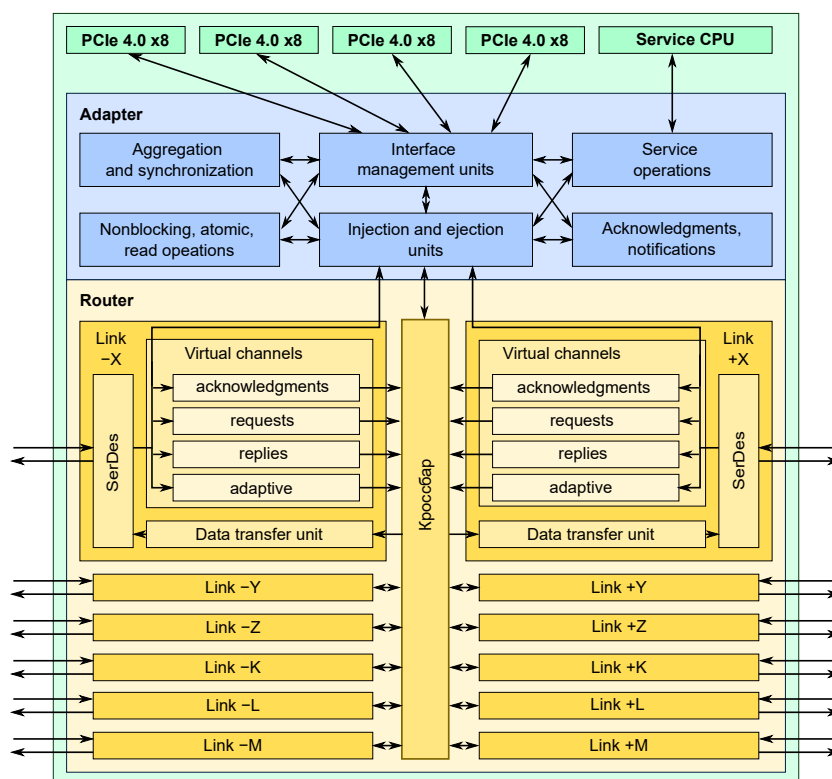 PCIe 4.0 x8
PCIe 4.0 x8
PCIe 4.0 x8
PCIe 4.0 x8
Service CPU
Adapter
Aggregation
and synchronization
Interface
management units
Service
operations
Nonblocking, atomic,
read opeations
Injection and ejection
units
Acknowledgments,
notifications
Router
Link
−X
SerDes
Virtual channels
acknowledgments
requests
replies
adaptive
Data transfer unit
Кроссбар
Virtual channels
acknowledgments
requests
replies
adaptive
Data transfer unit
Link
+X
SerDes
Link −Y
Link +Y
Link −Z
Link +Z
Link −K
Link +K
Link −L
Link +L
Link −M
Link +M